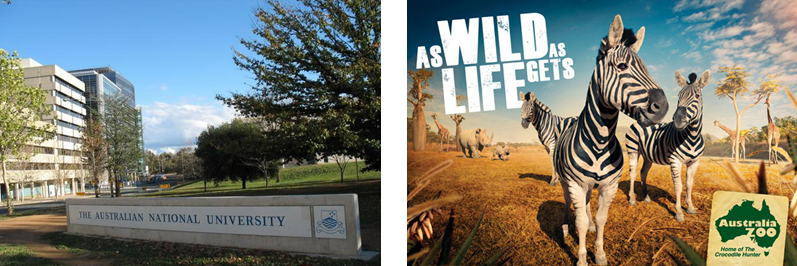 THE AUSTRALIAN NATIONAL UNIVERSITY
AS WILD AS
LIFE GETS
Australia
ZOO
Home of The
Crocodile Hunter